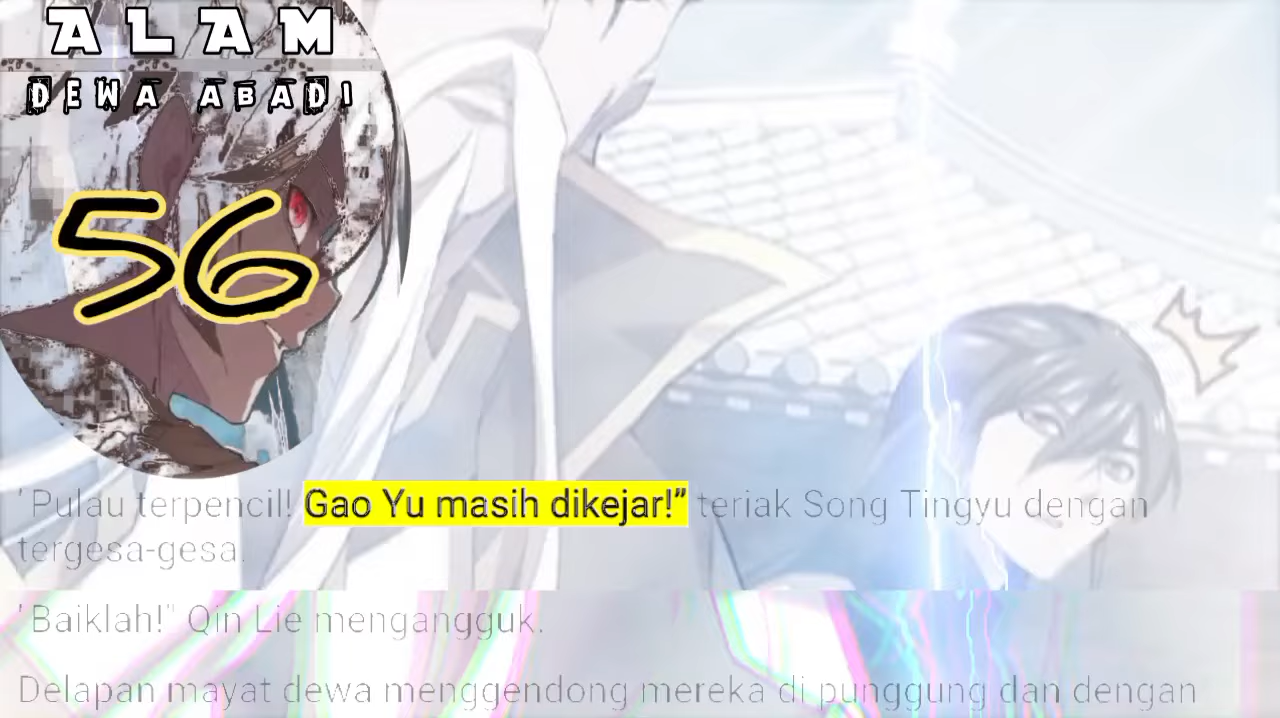 ALAM
DEWA ABADI
56
"Pulau terpencil! Gao Yu masih dikejar!” teriak Song Tingyu dengan
tergesa-gesa.
"Baiklah!" Qin Lie mengangguk.
Delapan mayat dewa menggendong mereka di punggung dan dengan